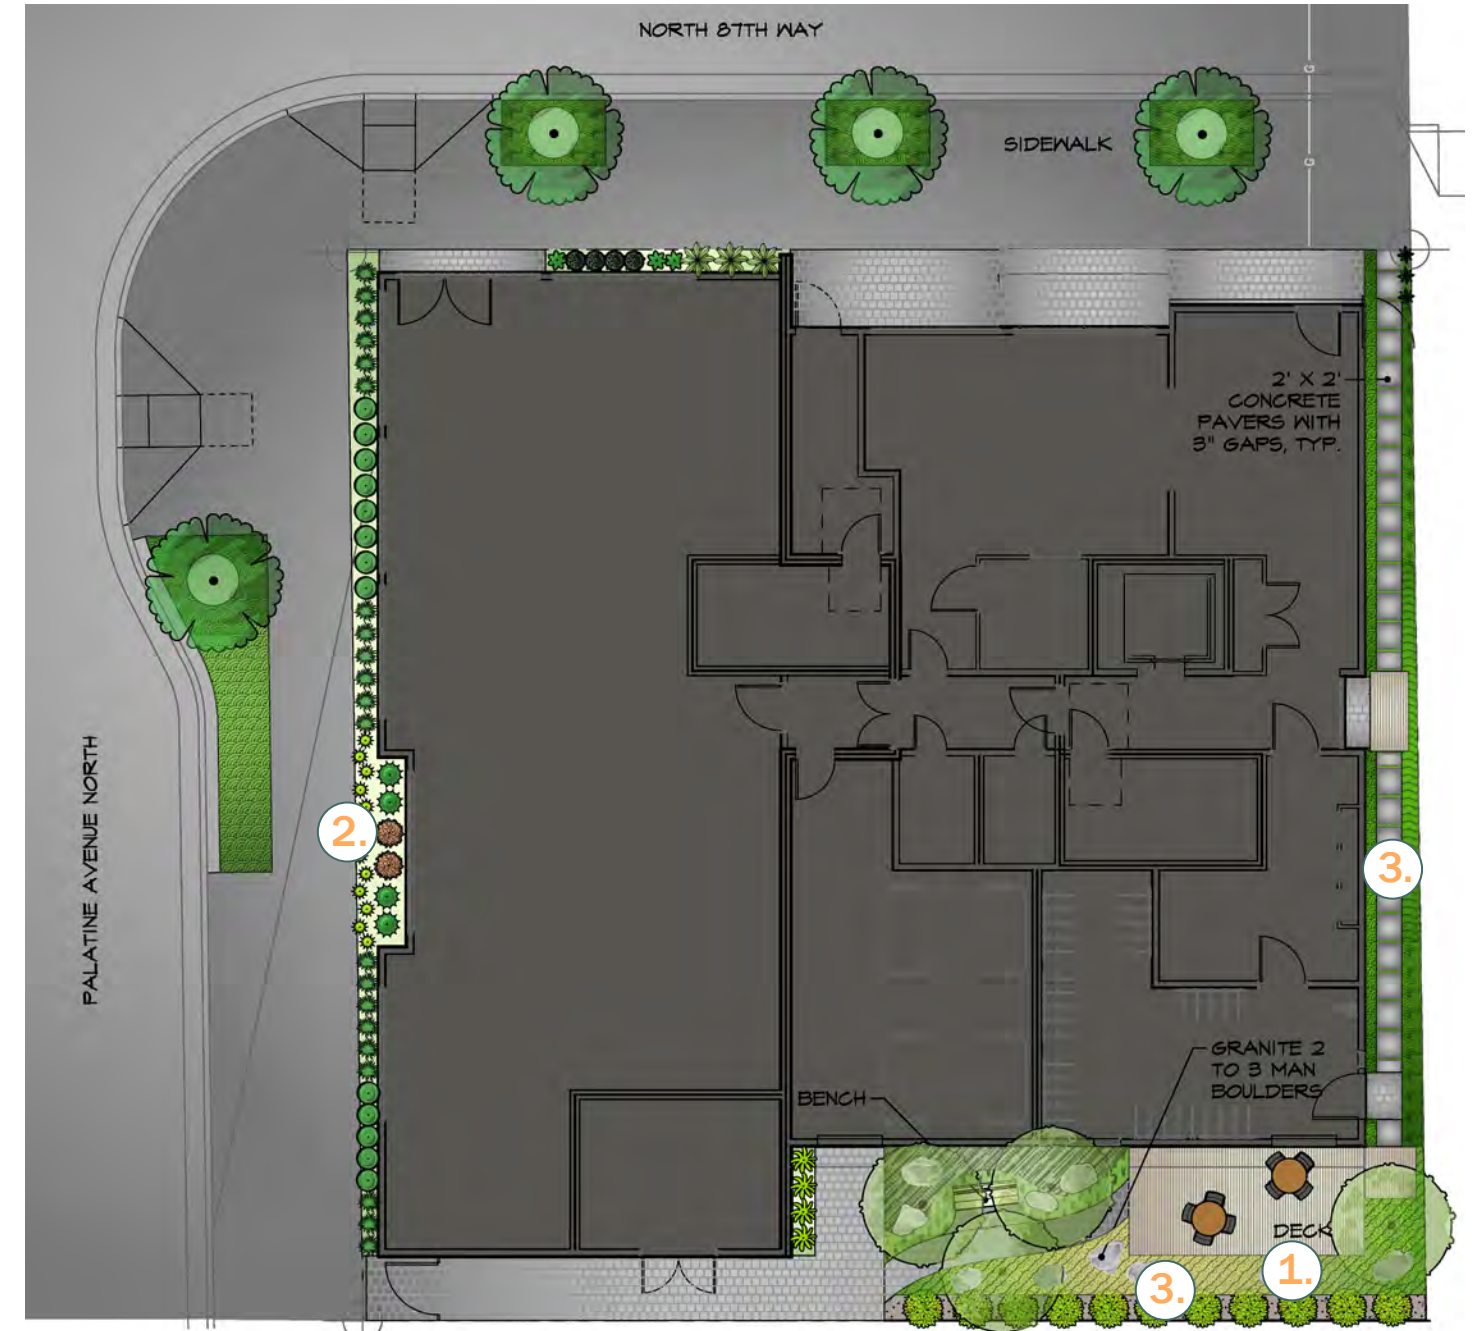 NORTH 87TH WAY
G
SIDEWALK
G
2' X 2'
CONCRETE
PAVERS WITH
3" GAPS, TYP.
PALATINE AVENUE NORTH
2.
3.
GRANITE 2
TO 3 MAN
BOULDERS
BENCH
DECK
1.
3.